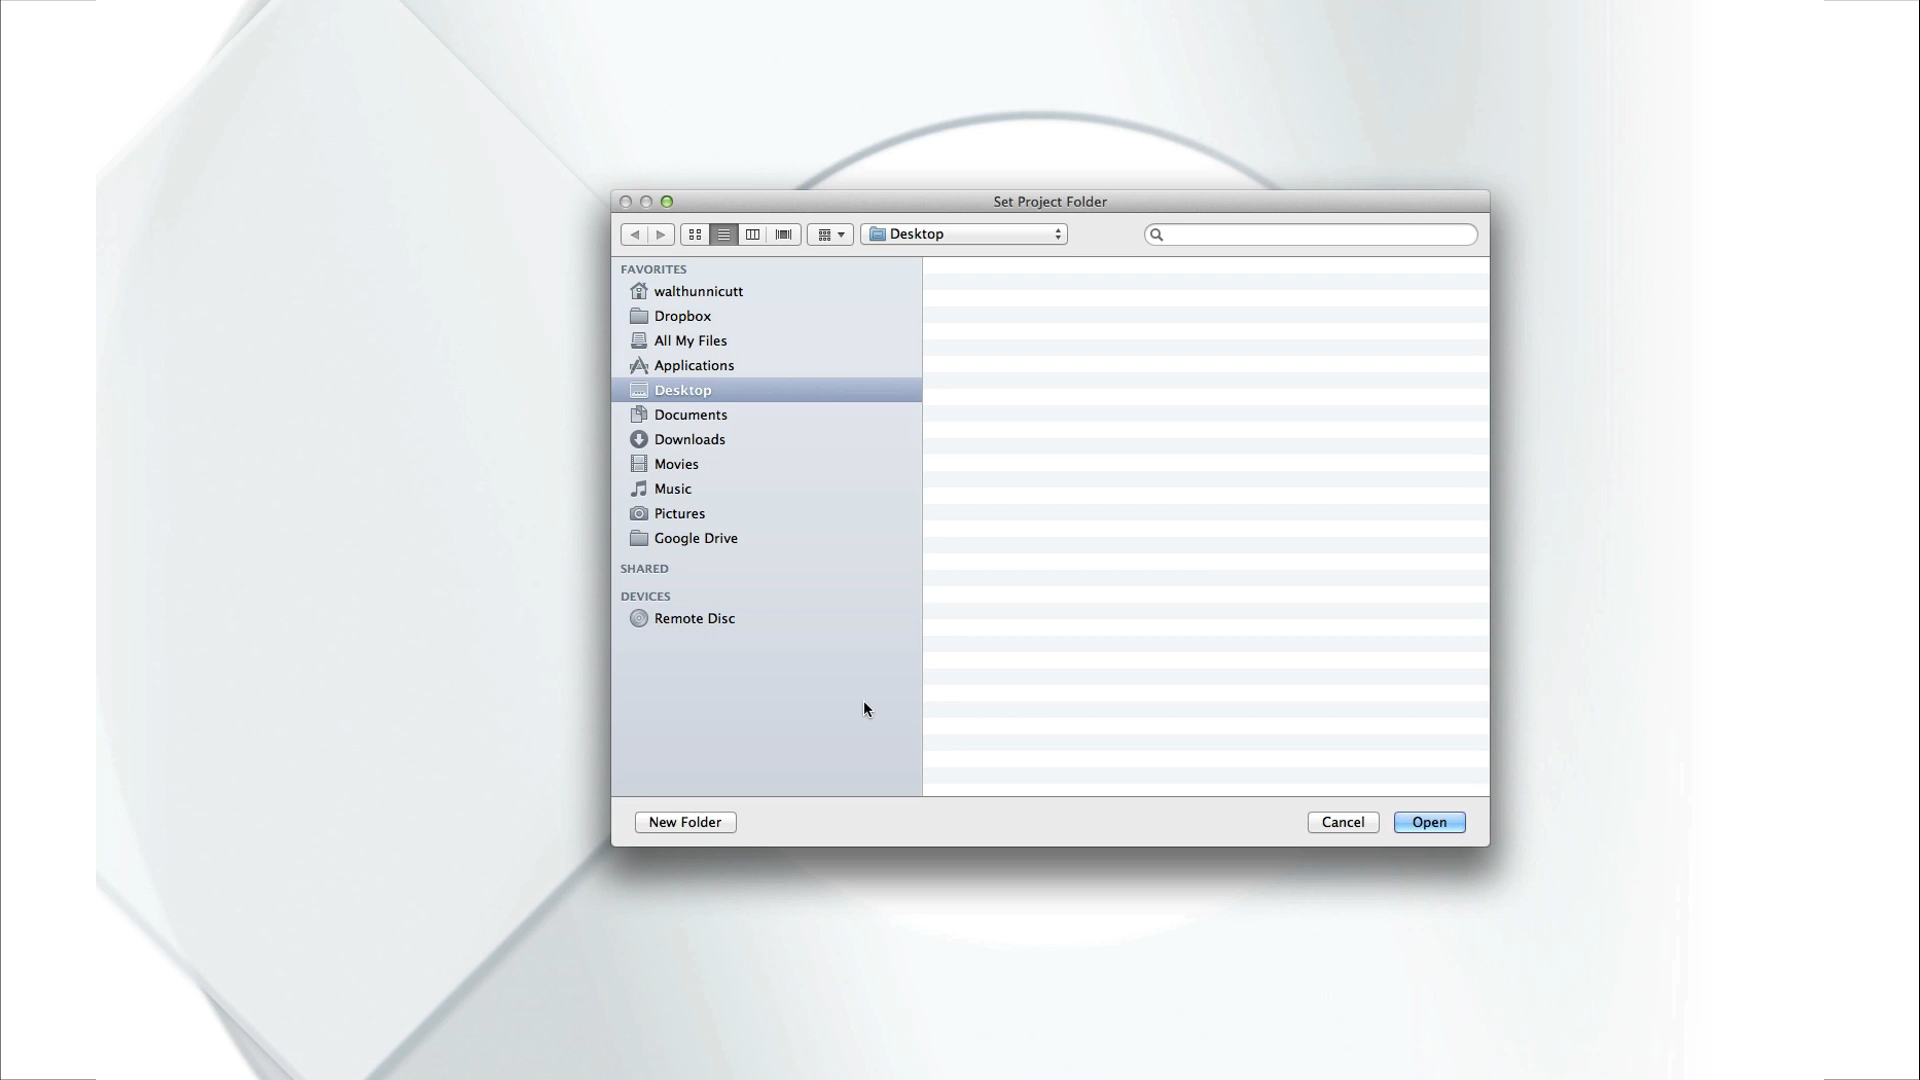 Set Project Folder
Desktop
FAVORITES
walthunnicutt
Dropbox
All My Files
Applications
Desktop
Documents
Downloads
Movies
Music
Pictures
Google Drive
SHARED
DEVICES
Remote Disc
New Folder
Cancel
Open